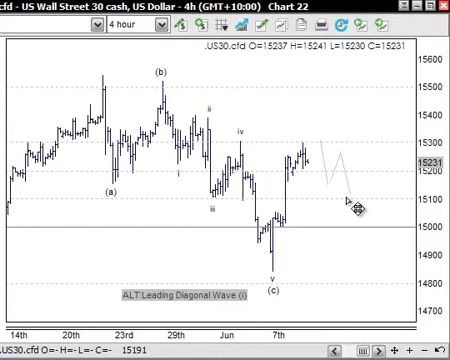 cfd - US Wall Street 30 cash, US Dollar - 4h (GMT+10:00) Chart 22
4 hour
.US30.cfd O=15237 H=15241 L=15230 C=15231
15600
15500
15400
15300
15231
15200
15100
15000
14900
14800
14700
(b)
ii
iv
(a)
i
iii
v
(c)
ALT:Leading Diagonal Wave (i)
14th 20th 23rd 29th Jun 7th
.US30.cfd O=- H=- L=- C=- 15191